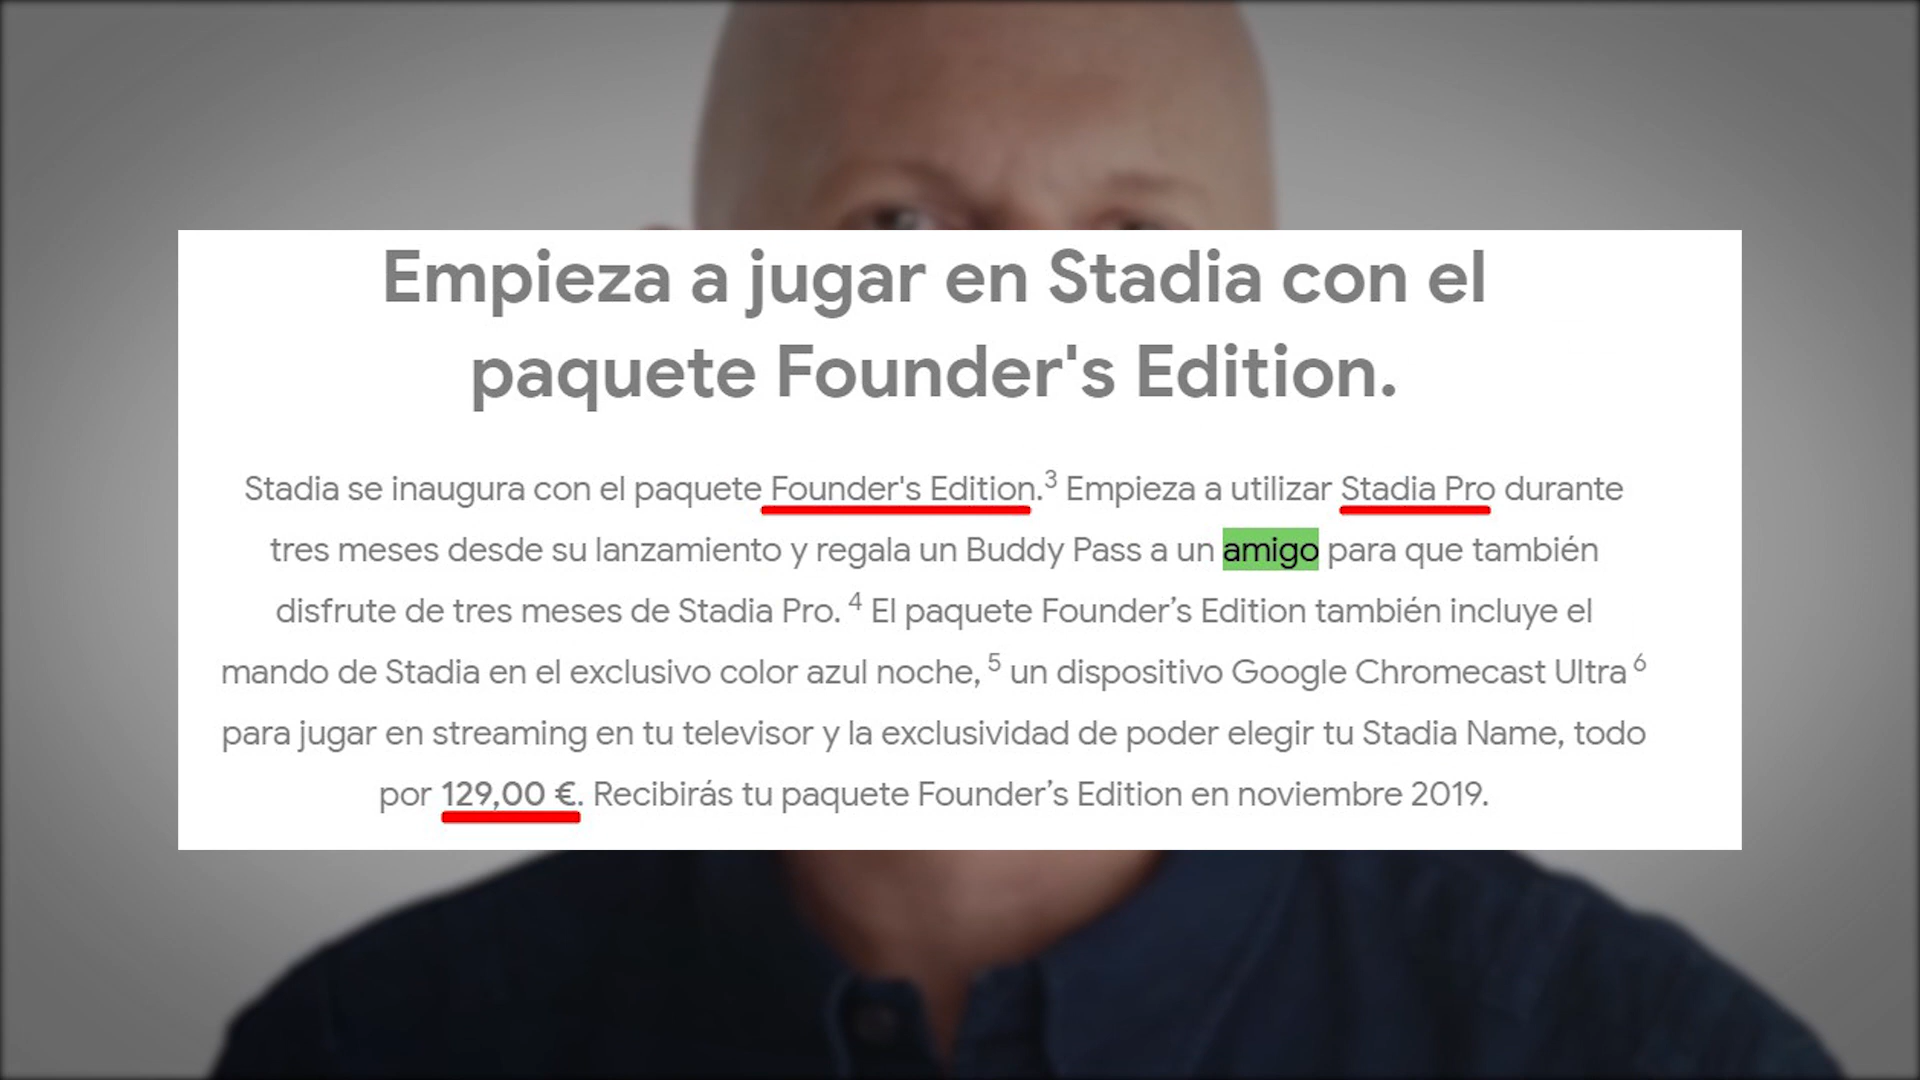 Empieza a jugar en Stadia con el
paquete Founder's Edition.
Stadia se inaugura con el paquete Founder's Edition.³ Empieza a utilizar Stadia Pro durante
tres meses desde su lanzamiento y regala un Buddy Pass a un amigo para que también
disfrute de tres meses de Stadia Pro. ⁴ El paquete Founder’s Edition también incluye el
mando de Stadia en el exclusivo color azul noche, ⁵ un dispositivo Google Chromecast Ultra ⁶
para jugar en streaming en tu televisor y la exclusividad de poder elegir tu Stadia Name, todo
por 129,00 €. Recibirás tu paquete Founder’s Edition en noviembre 2019.